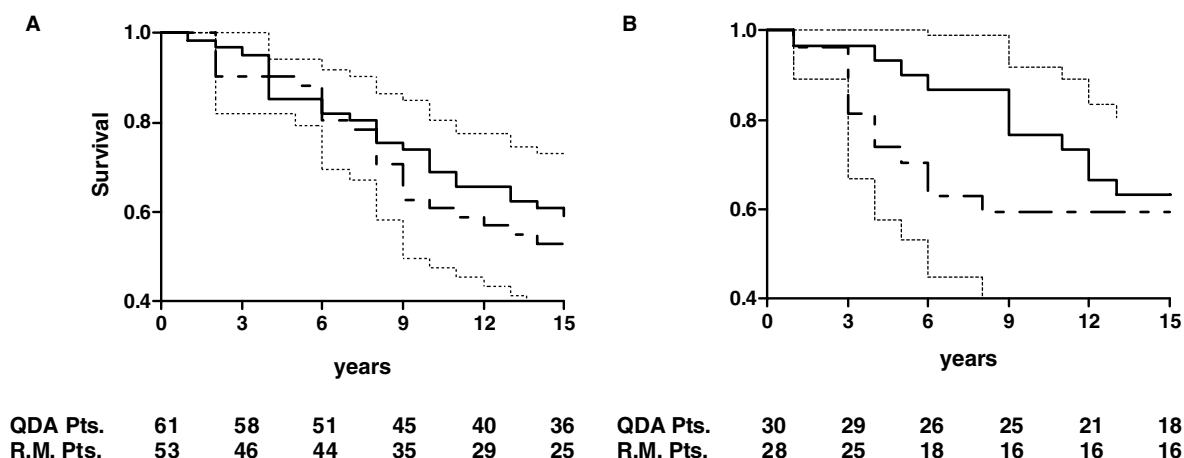 A
B
1.0
0.8
0.6
0.4
Survival
0 3 6 9 12 15
years
1.0
0.8
0.6
0.4
0 3 6 9 12 15
years
QDA Pts. 61 58 51 45 40 36
R.M. Pts. 53 46 44 35 29 25
QDA Pts. 30 29 26 25 21 18
R.M. Pts. 28 25 18 16 16 16